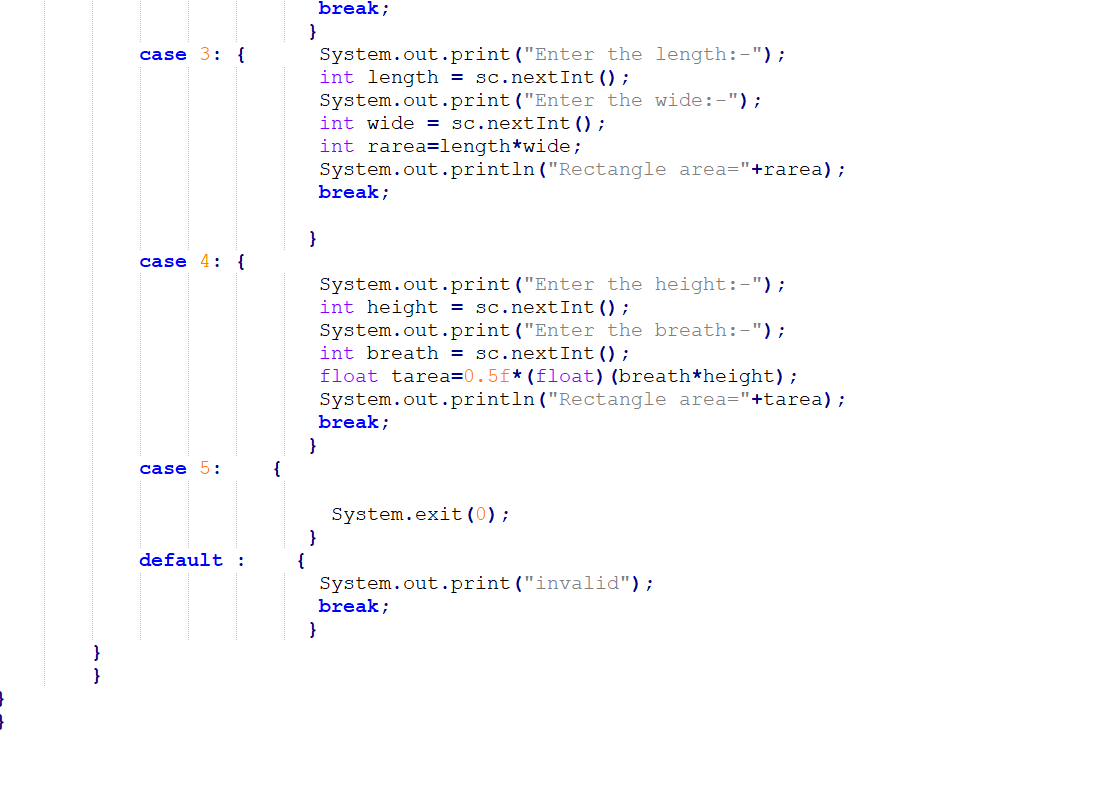 break;
}
case 3: { System.out.print("Enter the length:-");
int length = sc.nextInt();
System.out.print("Enter the wide:-");
int wide = sc.nextInt();
int rarea=length*wide;
System.out.println("Rectangle area="+rarea);
break;
}
case 4: {
System.out.print("Enter the height:-");
int height = sc.nextInt();
System.out.print("Enter the breath:-");
int breath = sc.nextInt();
float tarea=0.5f*(float)(breath*height);
System.out.println("Rectangle area="+tarea);
break;
}
case 5: {
System.exit(0);
}
default : {
System.out.print("invalid");
break;
}
}
}
}
}